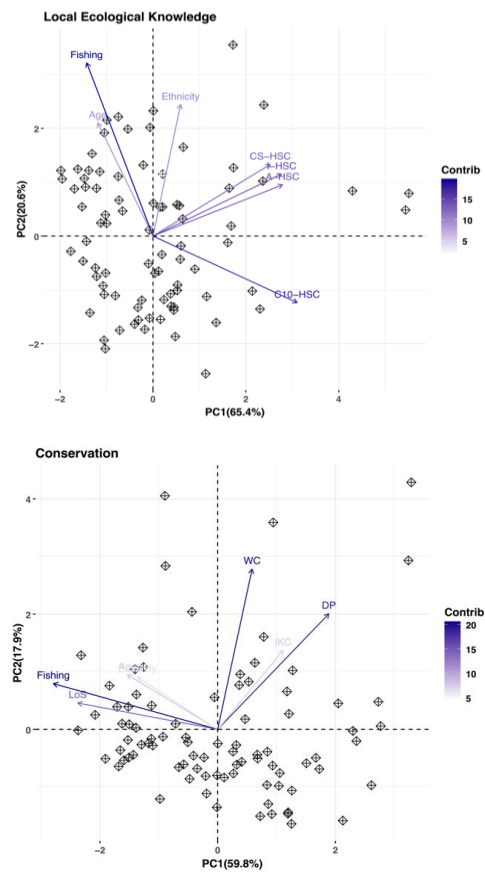 Local Ecological Knowledge
Fishing
Ethnicity
Age
CS-HSC
A-HSC
C10-HSC
2
0
−2
−2
0
2
4
PC2(20.6%)
PC1(65.4%)
Contrib
15
10
5
Conservation
WC
DP
IKC
Fishing
LoS
4
2
0
−2
0
2
PC2(17.9%)
PC1(59.8%)
Contrib
20
15
10
5